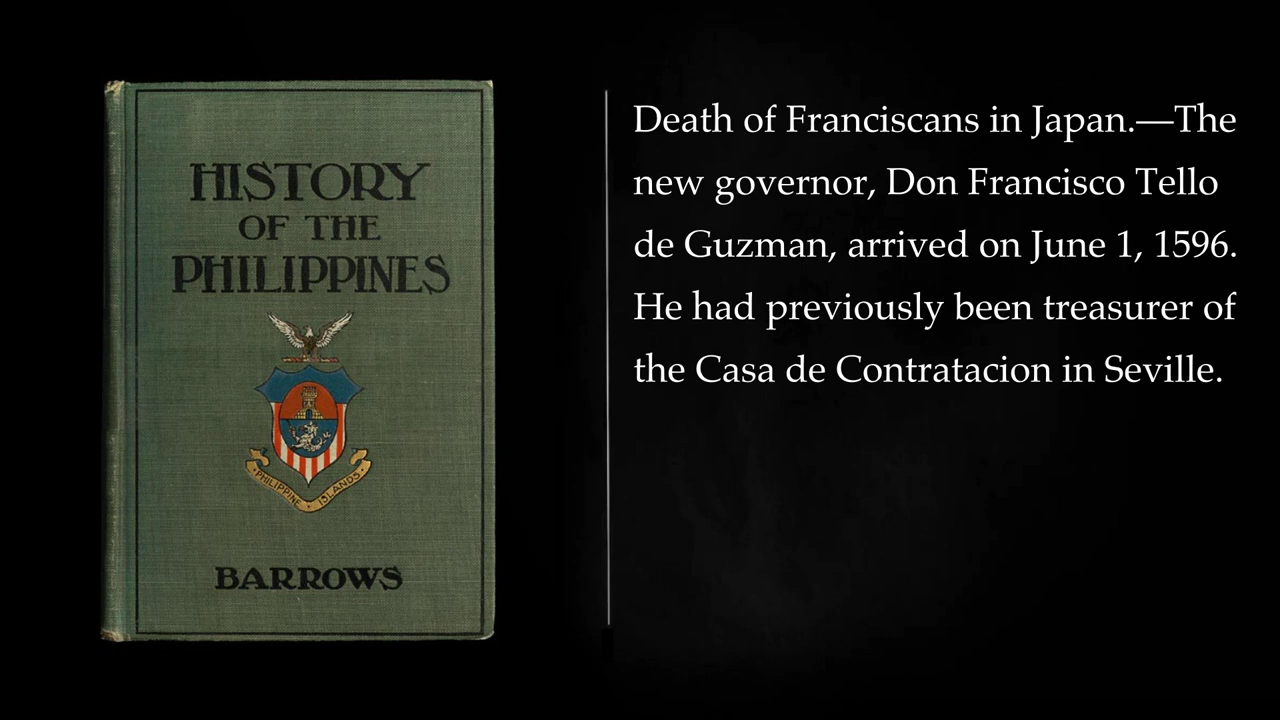 HISTORY
OF THE
PHILIPPINES
PHILIPPINE ISLANDS
BARROWS
Death of Franciscans in Japan.—The
new governor, Don Francisco Tello
de Guzman, arrived on June 1, 1596.
He had previously been treasurer of
the Casa de Contratacion in Seville.